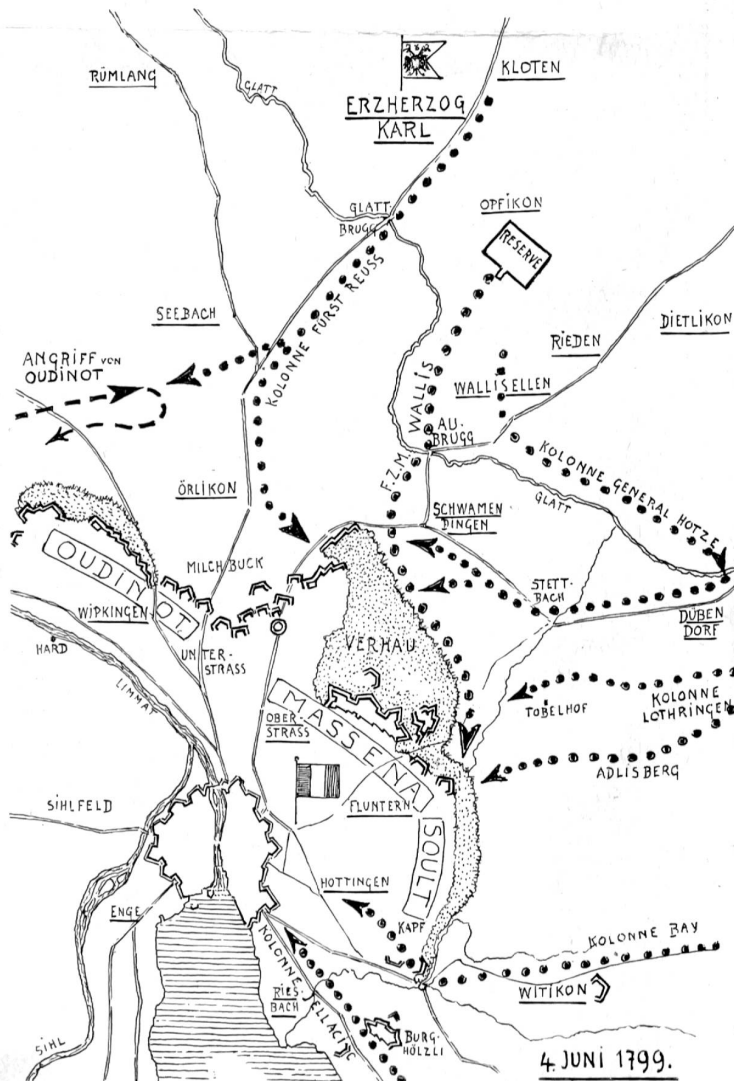 RÜMLANG
GLATT
ERZHERZOG
KARL
KLOTEN
GLATT-
BRUGG
OPFIKON
RESERVE
SEEBACH
KOLONNE FÜRST REUSS
DIETLIKON
RIEDEN
ANGRIFF VON
OUDINOT
WALLISELLEN
F.Z.M. WALLIS
AU-
BRUGG
KOLONNE GENERAL HOTZE
GLATT
ÖRLIKON
SCHWAMEN
DINGEN
OUDINOT
MILCHBUCK
STETT-
BACH
WIPKINGEN
DÜBEN
DORF
HARD
LIMMAT
UNTER-
STRASS
VERHAU
OBER
STRASS
MASSENA
TOBELHOF
KOLONNE
LOTHRINGEN
ADLISBERG
SIHLFELD
FLUNTERN
SOULT
HOTTINGEN
ENGE
KAPF
KOLONNE BAY
KOLONNE JELLACIC
RIES-
BACH
WITIKON
BURG-
HÖLZLI
SIHL
4. JUNI 1799.